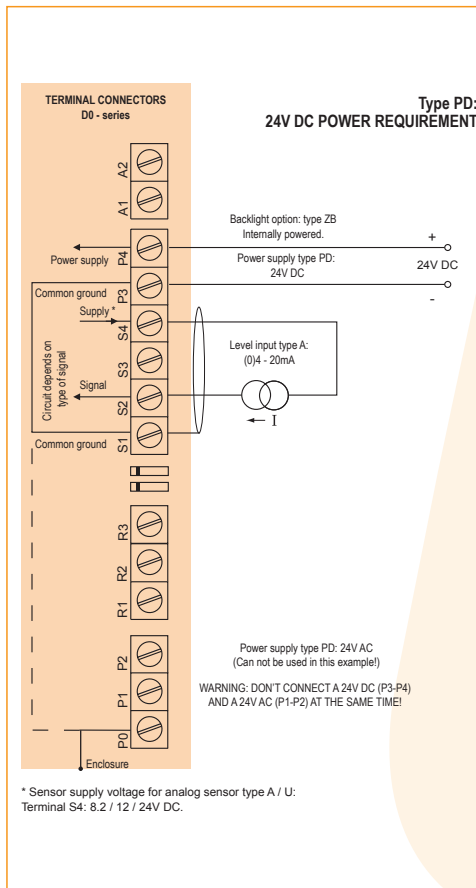 TERMINAL CONNECTORS
D0 - series
Type PD:
24V DC POWER REQUIREMENT
A2
A1
Backlight option: type ZB
Internally powered.
P4
+
Power supply
Power supply type PD:
24V DC
24V DC
P3
Common ground
-
Supply *
S4
Level input type A:
(0)4 - 20mA
S3
Circuit depends on
type of signal
Signal
S2
I
S1
Common ground
R3
R2
R1
P2
Power supply type PD: 24V AC
(Can not be used in this example!)
P1
WARNING: DON'T CONNECT A 24V DC (P3-P4)
AND A 24V AC (P1-P2) AT THE SAME TIME!
P0
Enclosure
* Sensor supply voltage for analog sensor type A / U:
Terminal S4: 8.2 / 12 / 24V DC.